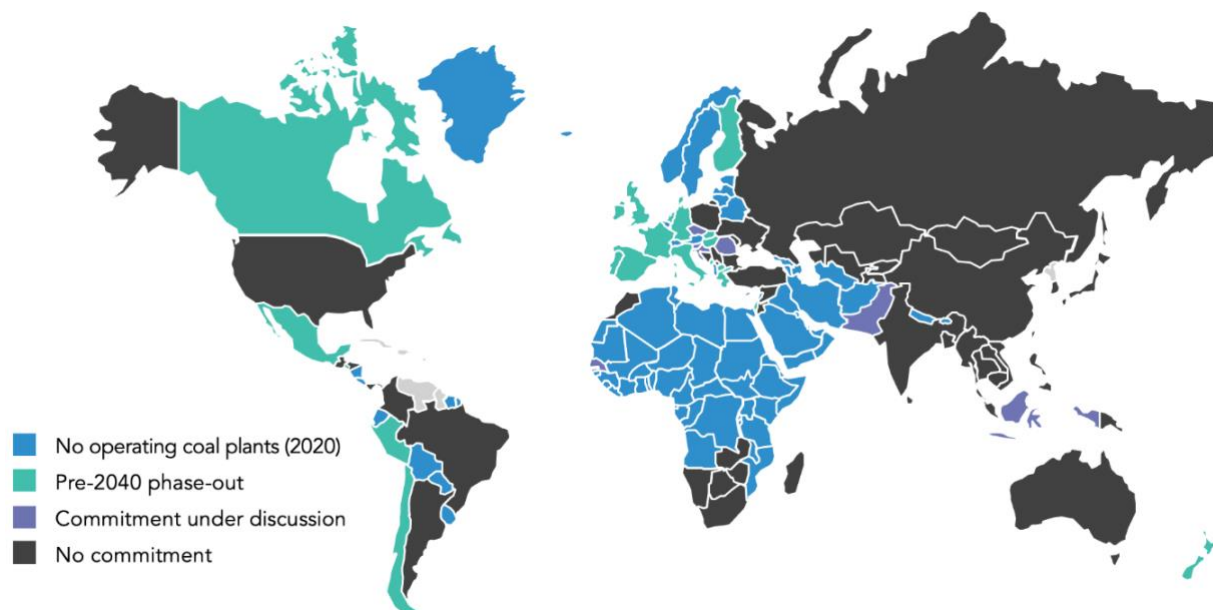 No operating coal plants (2020)
Pre-2040 phase-out
Commitment under discussion
No commitment